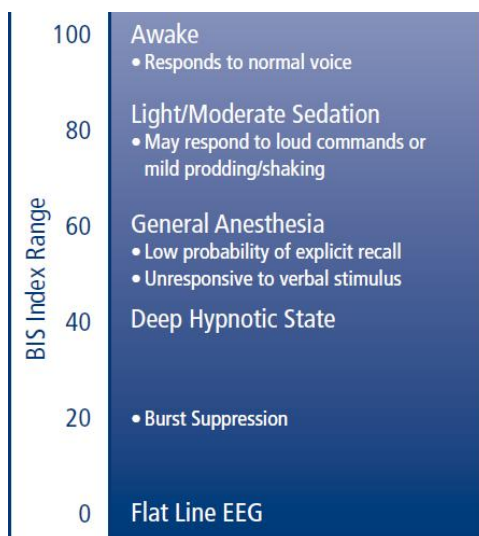 BIS Index Range
100
Awake
• Responds to normal voice
80
Light/Moderate Sedation
• May respond to loud commands or
mild prodding/shaking
60
General Anesthesia
• Low probability of explicit recall
• Unresponsive to verbal stimulus
40
Deep Hypnotic State
20
• Burst Suppression
0
Flat Line EEG